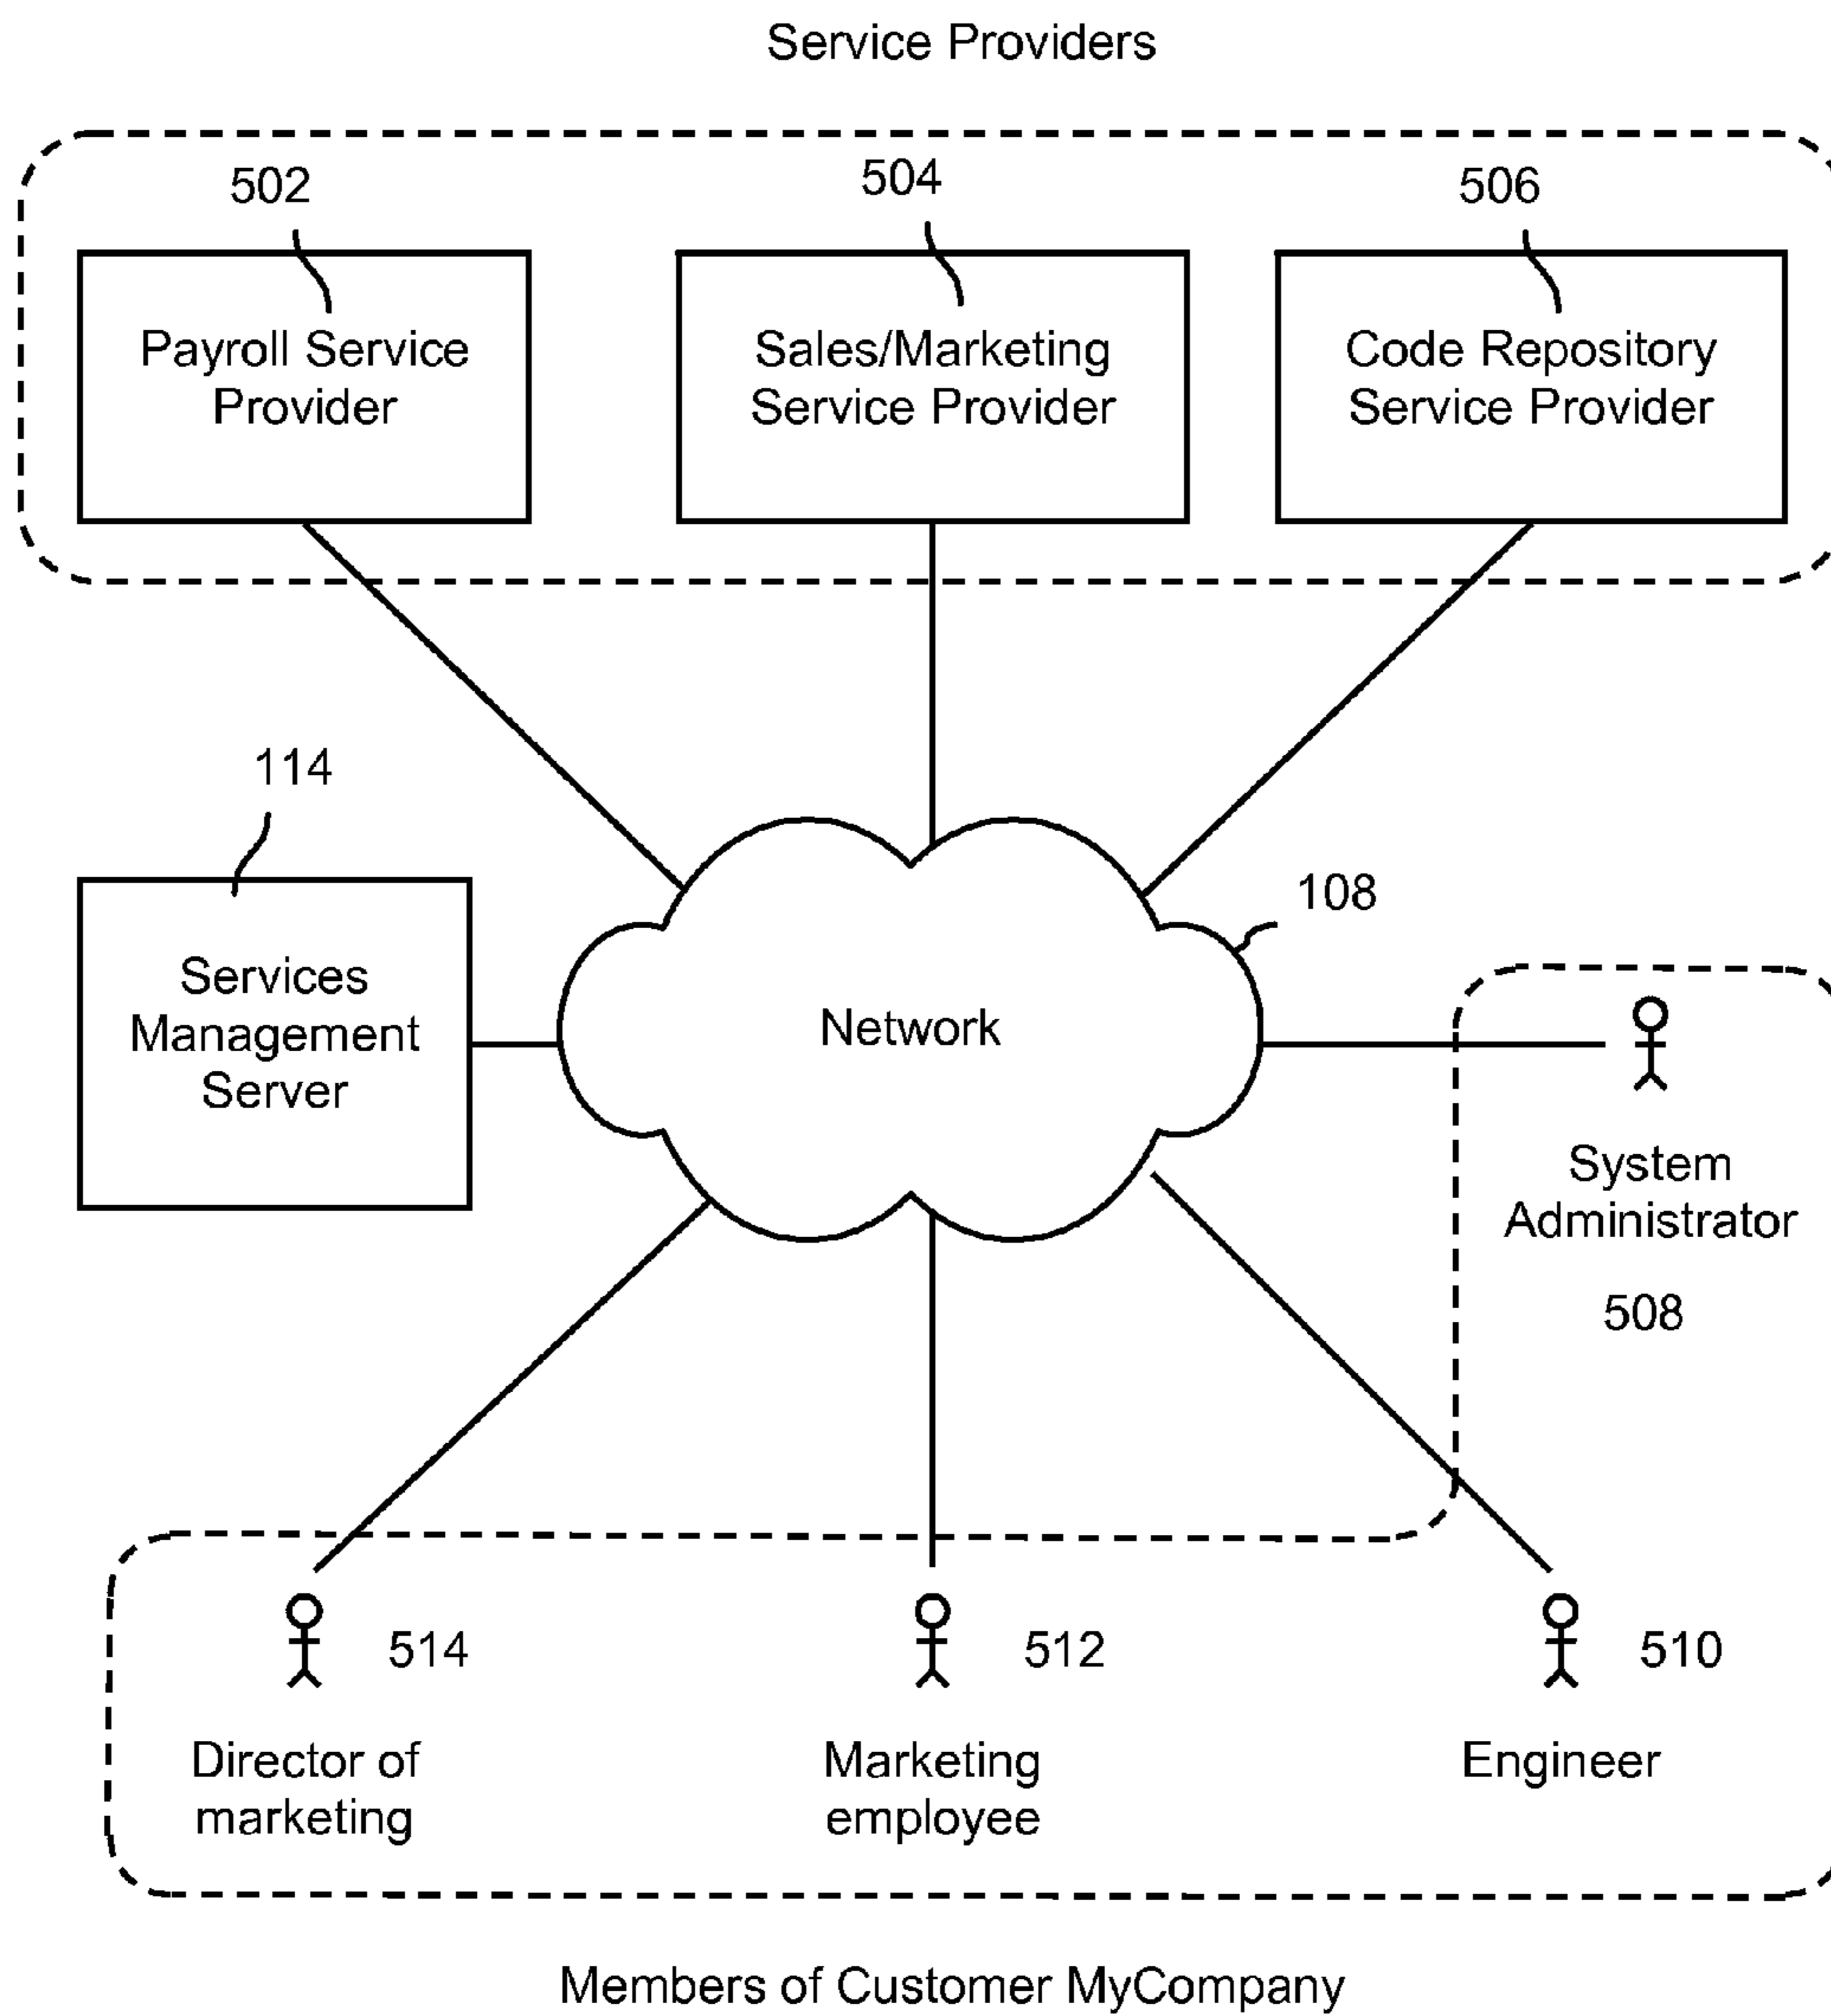 Service Providers
502
504
506
Payroll Service
Provider
Sales/Marketing
Service Provider
Code Repository
Service Provider
114
108
Services
Management
Server
Network
System
Administrator
508
514
512
510
Director of
marketing
Marketing
employee
Engineer
Members of Customer MyCompany